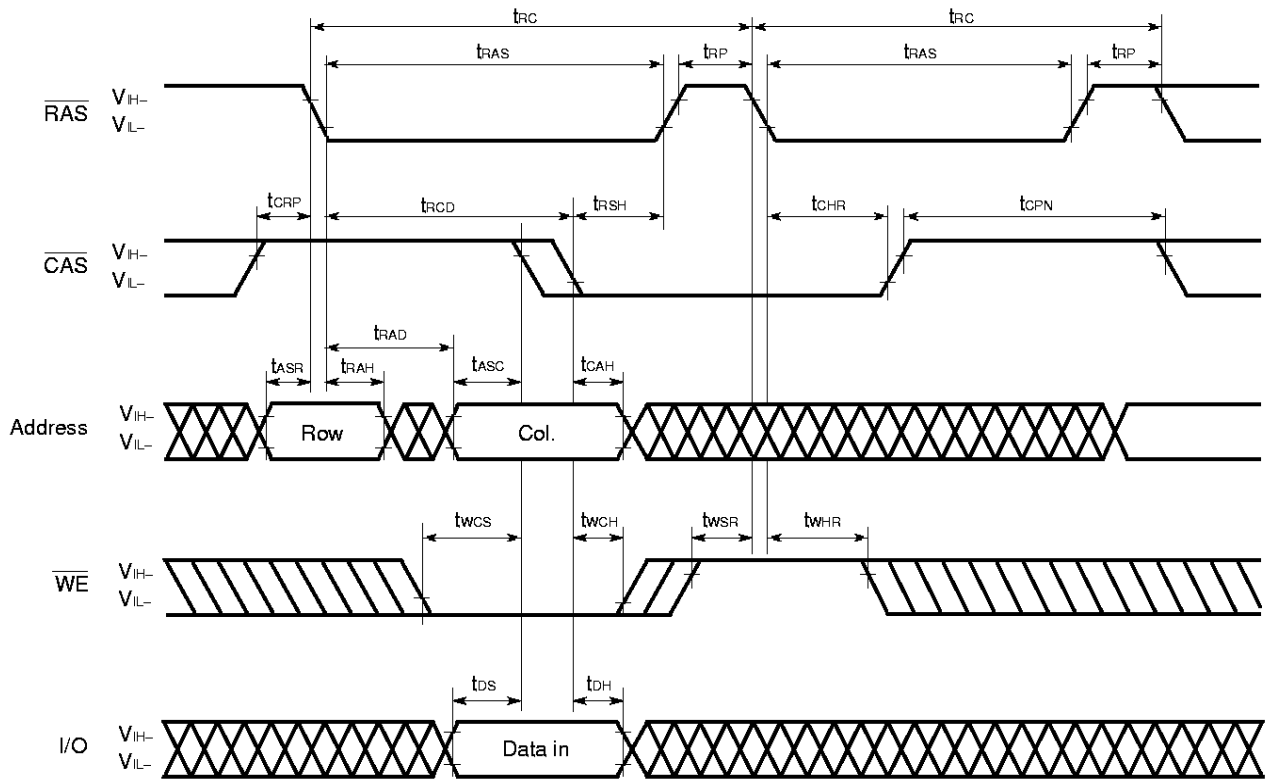 tRC tRC
tRAS tRP tRAS tRP
RAS VIH– VIL–
tCRP tRCD tRSH tCHR tCPN
CAS VIH– VIL–
tRAD
tASR tRAH tASC tCAH
Address VIH– VIL– Row Col.
tWCS tWCH tWSR tWHR
WE VIH– VIL–
tDS tDH
I/O VIH– VIL– Data in